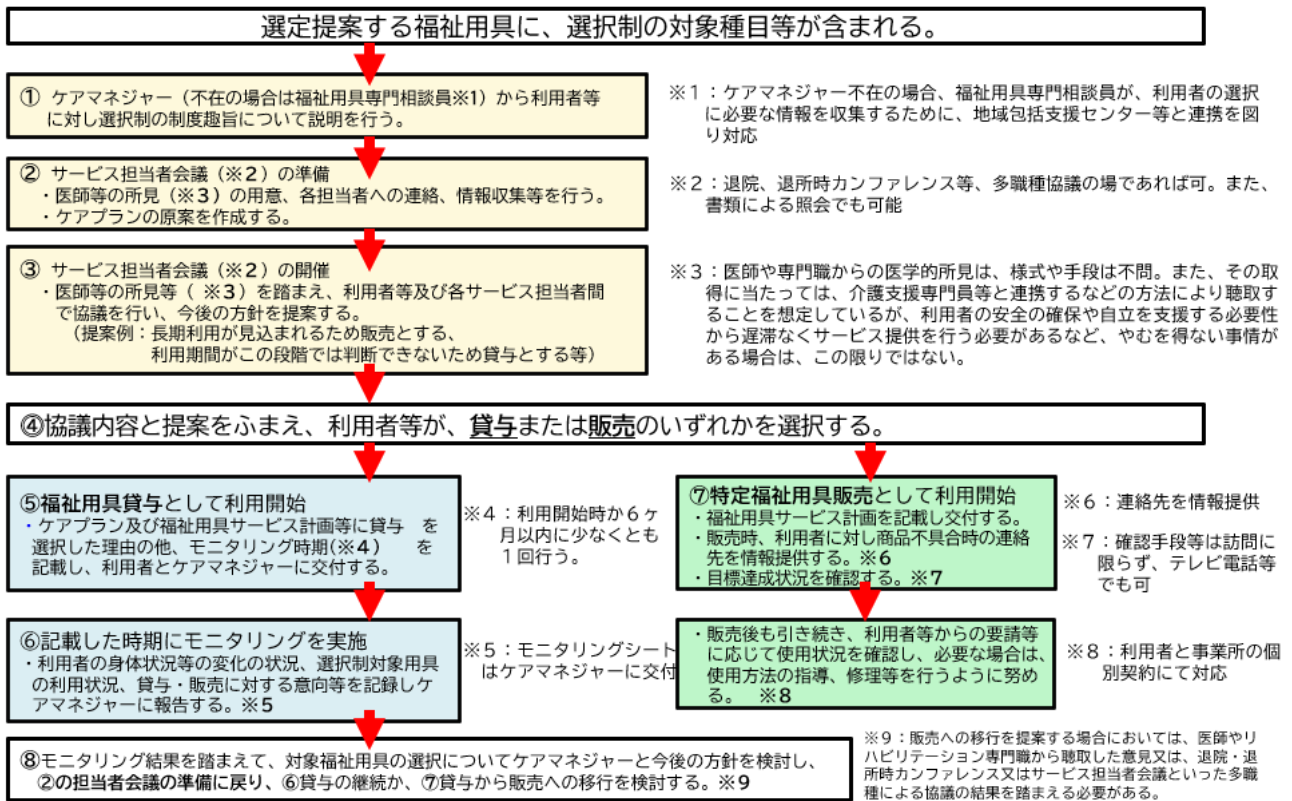 選定提案する福祉用具に、選択制の対象種目等が含まれる。
① ケアマネジャー（不在の場合は福祉用具専門相談員※1）から利用者等
に対し選択制の制度趣旨について説明を行う。
※1：ケアマネジャー不在の場合、福祉用具専門相談員が、利用者の選択
に必要な情報を収集するために、地域包括支援センター等と連携を図
り対応
② サービス担当者会議（※2）の準備
・医師等の所見（※3）の用意、各担当者への連絡、情報収集等を行う。
・ケアプランの原案を作成する。
※2：退院、退所時カンファレンス等、多職種協議の場であれば可。また、
書類による照会でも可能
③ サービス担当者会議（※2）の開催
・医師等の所見等（ ※3）を踏まえ、利用者等及び各サービス担当者間
で協議を行い、今後の方針を提案する。
（提案例：長期利用が見込まれるため販売とする、
利用期間がこの段階では判断できないため貸与とする等）
※3：医師や専門職からの医学的所見は、様式や手段は不問。また、その取
得に当たっては、介護支援専門員等と連携するなどの方法により聴取す
ることを想定しているが、利用者の安全の確保や自立を支援する必要性
から遅滞なくサービス提供を行う必要があるなど、やむを得ない事情が
ある場合は、この限りではない。
④協議内容と提案をふまえ、利用者等が、貸与または販売のいずれかを選択する。
⑤福祉用具貸与として利用開始
・ケアプラン及び福祉用具サービス計画等に貸与 を
選択した理由の他、モニタリング時期(※4) を
記載し、利用者とケアマネジャーに交付する。
※4：利用開始時か６ヶ
月以内に少なくとも
１回行う。
⑦特定福祉用具販売として利用開始
・福祉用具サービス計画を記載し交付する。
・販売時、利用者に対し商品不具合時の連絡
先を情報提供する。※6
・目標達成状況を確認する。※7
※6：連絡先を情報提供
※7：確認手段等は訪問に
限らず、テレビ電話等
でも可
⑥記載した時期にモニタリングを実施
・利用者の身体状況等の変化の状況、選択制対象用具
の利用状況、貸与・販売に対する意向等を記録しケ
アマネジャーに報告する。※5
※5：モニタリングシート
はケアマネジャーに交付
・販売後も引き続き、利用者等からの要請等
に応じて使用状況を確認し、必要な場合は、
使用方法の指導、修理等を行うように努め
る。 ※8
※8：利用者と事業所の個
別契約にて対応
⑧モニタリング結果を踏まえて、対象福祉用具の選択についてケアマネジャーと今後の方針を検討し、
②の担当者会議の準備に戻り、⑥貸与の継続か、⑦貸与から販売への移行を検討する。※9
※9：販売への移行を提案する場合においては、医師やリ
ハビリテーション専門職から聴取した意見又は、退院・退
所時カンファレンス又はサービス担当者会議といった多職
種による協議の結果を踏まえる必要がある。